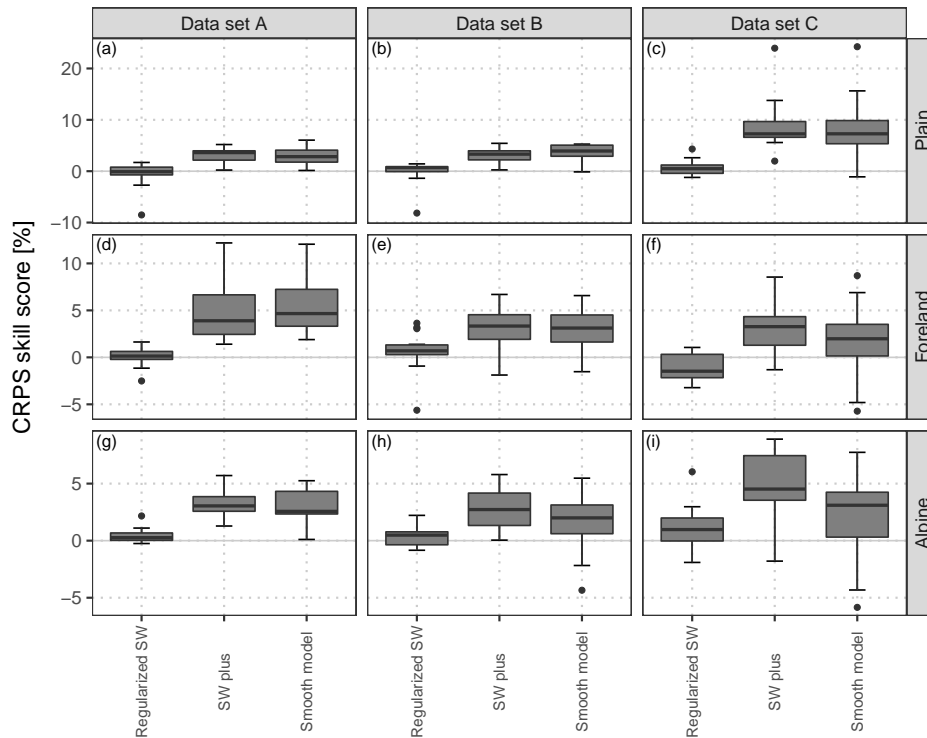 Data set A
Data set B
Data set C
CRPS skill score [%]
(a)
(b)
(c)
20
10
0
−10
Plain
(d)
(e)
(f)
10
5
0
−5
Foreland
(g)
(h)
(i)
5
0
−5
Alpine
Regularized SW
SW plus
Smooth model
Regularized SW
SW plus
Smooth model
Regularized SW
SW plus
Smooth model